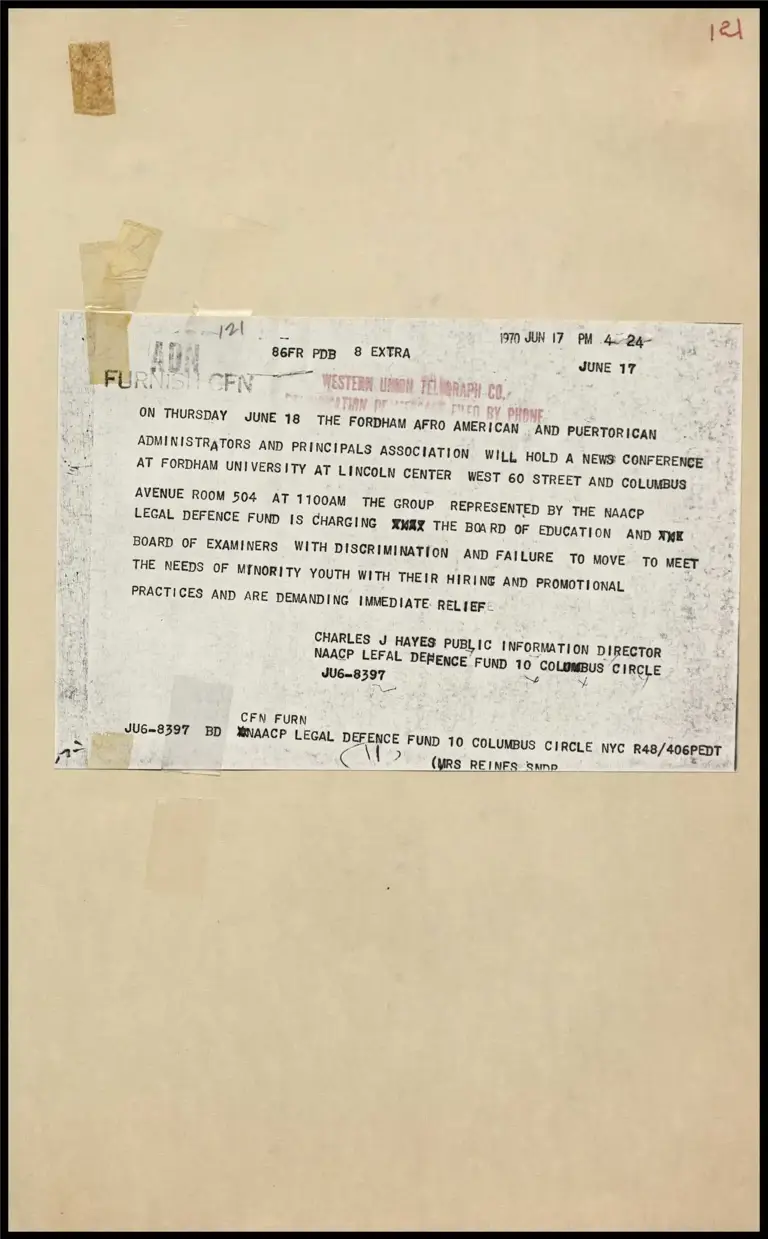 121
121
1970 JUN 17 PM 4 24
ADN
86FR PDB 8 EXTRA
JUNE 17
FURNISH CFN
WESTERN UNION TELEGRAPH CO.
FILED BY PHONE
ON THURSDAY JUNE 18 THE FORDHAM AFRO AMERICAN AND PUERTORICAN
ADMINISTRATORS AND PRINCIPALS ASSOCIATION WILL HOLD A NEWS CONFERENCE
AT FORDHAM UNIVERSITY AT LINCOLN CENTER WEST 60 STREET AND COLUMBUS
AVENUE ROOM 504 AT 1100AM THE GROUP REPRESENTED BY THE NAACP
LEGAL DEFENCE FUND IS CHARGING XXXX THE BOARD OF EDUCATION AND XXX
BOARD OF EXAMINERS WITH DISCRIMINATION AND FAILURE TO MOVE TO MEET
THE NEEDS OF MINORITY YOUTH WITH THEIR HIRING AND PROMOTIONAL
PRACTICES AND ARE DEMANDING IMMEDIATE RELIEF
CHARLES J HAYES PUBLIC INFORMATION DIRECTOR
NAACP LEFAL DEFENCE FUND 10 COLUMBUS CIRCLE
JU6-8397
CFN FURN
JU6-8397 BD NAACP LEGAL DEFENCE FUND 10 COLUMBUS CIRCLE NYC R48/406PEDT
(MRS REINES SNDR